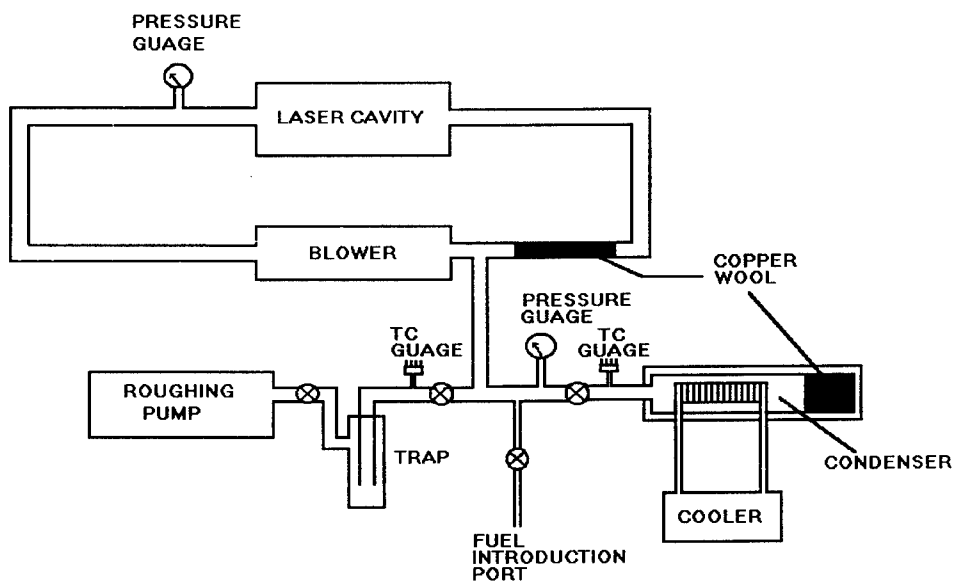 PRESSURE
GUAGE
LASER CAVITY
BLOWER
COPPER
WOOL
PRESSURE
GUAGE
TC
GUAGE
TC
GUAGE
ROUGHING
PUMP
TRAP
CONDENSER
COOLER
FUEL
INTRODUCTION
PORT